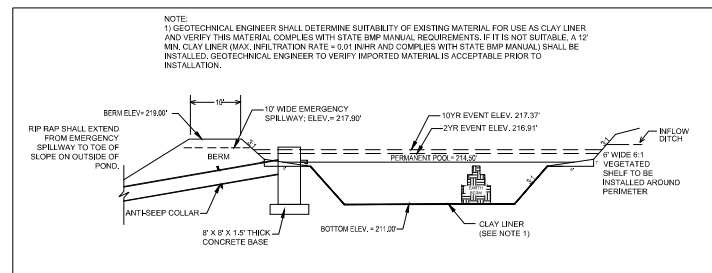 NOTE:
1) GEOTECHNICAL ENGINEER SHALL DETERMINE SUITABILITY OF EXISTING MATERIAL FOR USE AS CLAY LINER
AND VERIFY THIS MATERIAL COMPLIES WITH STATE BMP MANUAL REQUIREMENTS. IF IT IS NOT SUITABLE, A 12'
MIN. CLAY LINER (MAX. INFILTRATION RATE = 0.01 IN/HR AND COMPLIES WITH STATE BMP MANUAL) SHALL BE
INSTALLED. GEOTECHNICAL ENGINEER TO VERIFY IMPORTED MATERIAL IS ACCEPTABLE PRIOR TO
INSTALLATION.
10'
BERM ELEV= 219.00'
10' WIDE EMERGENCY
SPILLWAY; ELEV.= 217.90'
RIP RAP SHALL EXTEND
FROM EMERGENCY
SPILLWAY TO TOE OF
SLOPE ON OUTSIDE OF
POND.
BERM
3:1
10YR EVENT ELEV. 217.37'
2YR EVENT ELEV. 216.91'
PERMANENT POOL= 214.50'
3:1
INFLOW
DITCH
6' WIDE 6:1
VEGETATED
SHELF TO BE
INSTALLED AROUND
PERIMETER
EARTH
BERM
ANTI-SEEP COLLAR
8' X 8' X 1.5' THICK
CONCRETE BASE
BOTTOM ELEV. = 211.00'
CLAY LINER
(SEE NOTE 1)